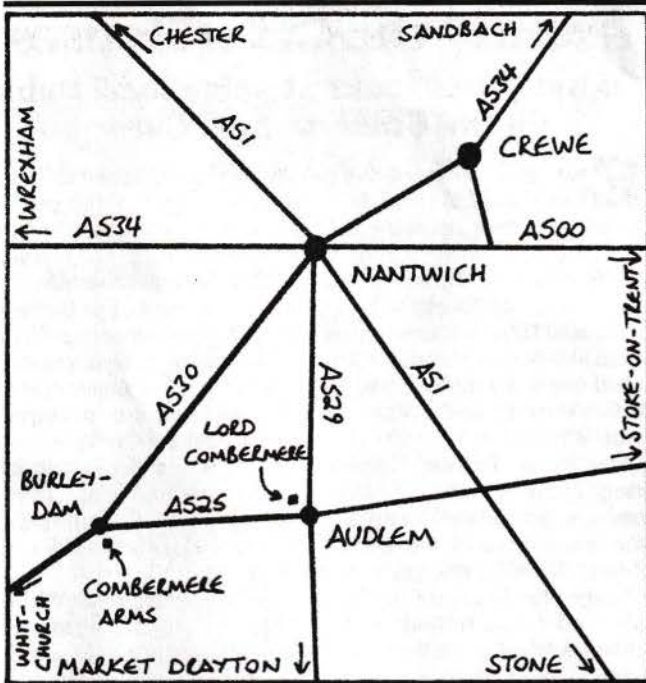 CHESTER
SANDBACH
A51
A534
CREWE
WREXHAM
A534
A500
NANTWICH
STOKE-ON-TRENT
A530
A529
A51
LORD
COMBERMERE
BURLEY-
DAM
A525
AUDLEM
COMBERMERE
ARMS
WHIT-
CHURCH
MARKET DRAYTON
STONE